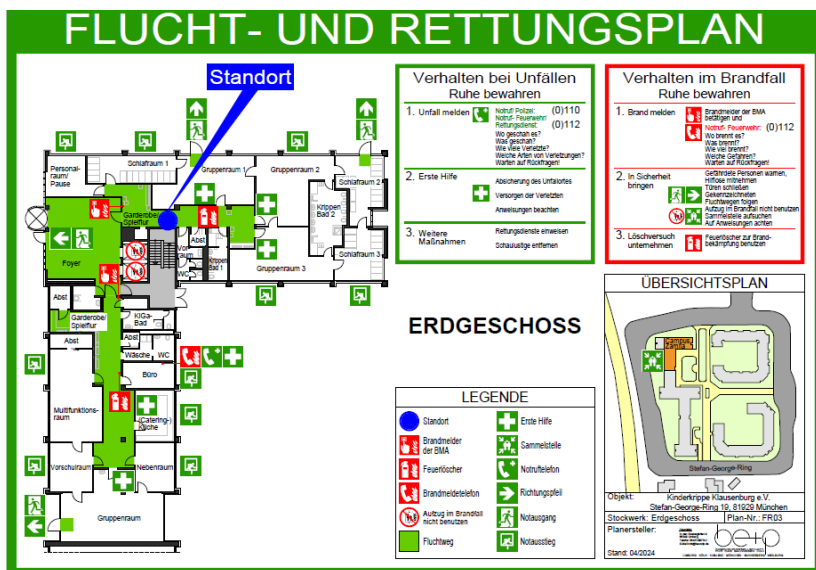 FLUCHT- UND RETTUNGSPLAN
Standort
Personal-
raum/
Pause
Schlafraum 1
Gruppenraum 1
Gruppenraum 2
Schlafraum 2
Garderobe/
Spielflur
Krippen
Bad 2
Foyer
Vor-
raum
Abst
WC
Krippen
Bad 1
Gruppenraum 3
Schlafraum 3
Abst
Garderobe/
Spielflur
KiGa-
Bad
Abst
Abst
Wäsche
WC
Büro
Multifunktions-
raum
(Catering-)
Küche
Vorschulraum
Nebenraum
Gruppenraum
Verhalten bei Unfällen
Ruhe bewahren
1. Unfall melden
Notruf/ Polizei: (0)110
Notruf- Feuerwehr/
Rettungsdienst: (0)112
Wo geschah es?
Was geschah?
Wie viele Verletzte?
Welche Arten von Verletzungen?
Warten auf Rückfragen!
2. Erste Hilfe
Absicherung des Unfallortes
Versorgen der Verletzten
Anweisungen beachten
3. Weitere
Maßnahmen
Rettungsdienste einweisen
Schaulustige entfernen
Verhalten im Brandfall
Ruhe bewahren
1. Brand melden
Brandmelder der BMA
betätigen und
Notruf- Feuerwehr: (0)112
Wo brennt es?
Was brennt?
Wie viel brennt?
Welche Gefahren?
Warten auf Rückfragen!
2. In Sicherheit
bringen
Gefährdete Personen warnen,
Hilflose mitnehmen
Türen schließen
Gekennzeichneten
Fluchtwegen folgen
Aufzug im Brandfall nicht benutzen
Sammelstelle aufsuchen
Auf Anweisungen achten
3. Löschversuch
unternehmen
Feuerlöscher zur Brand-
bekämpfung benutzen
ERDGESCHOSS
LEGENDE
Standort
Brandmelder
der BMA
Feuerlöscher
Brandmeldetelefon
Aufzug im Brandfall
nicht benutzen
Fluchtweg
Erste Hilfe
Sammelstelle
Notruftelefon
Richtungspfeil
Notausgang
Notausstieg
ÜBERSICHTSPLAN
Campus
Stefan-George-Ring
Objekt: Kinderkrippe Klausenburg e.V.
Stefan-George-Ring 19, 81929 München
Stockwerk: Erdgeschoss Plan-Nr.: FR03
Planersteller:
Stand: 04/2024